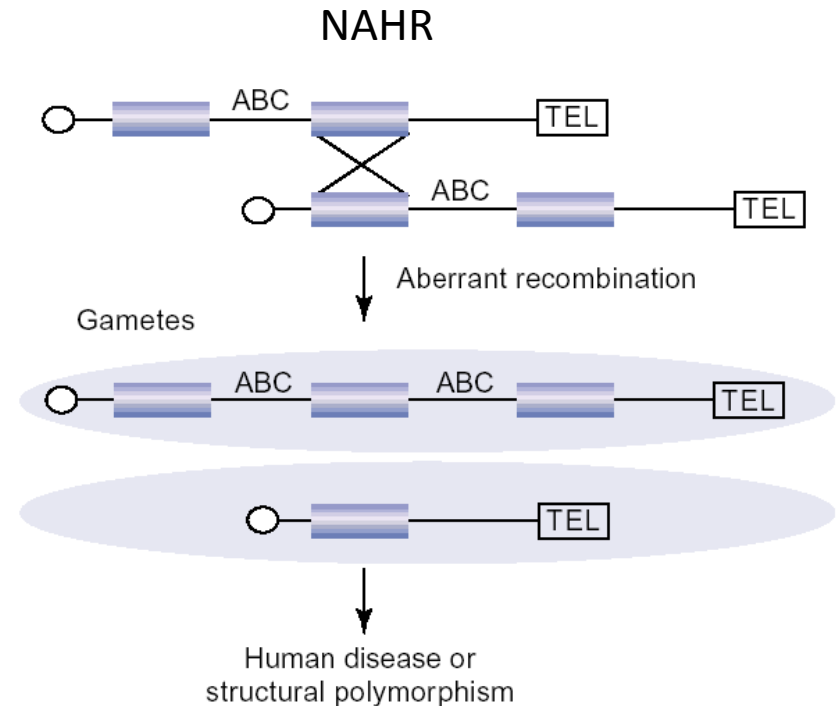 NAHR
ABC
TEL
ABC
TEL
Aberrant recombination
Gametes
ABC ABC
TEL
TEL
Human disease or
structural polymorphism